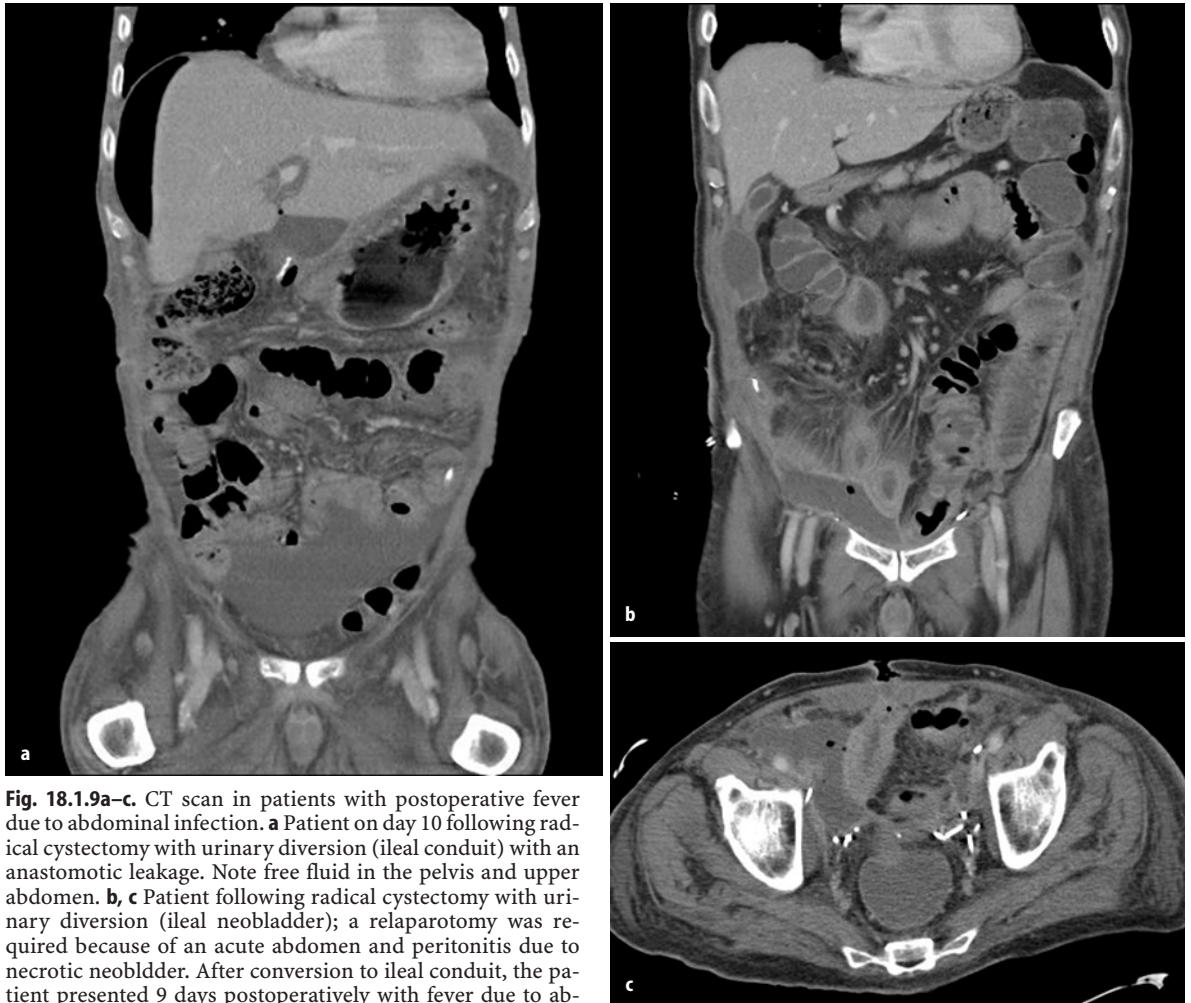 a
b
c
Fig. 18.1.9a–c. CT scan in patients with postoperative fever
due to abdominal infection. a Patient on day 10 following rad-
ical cystectomy with urinary diversion (ileal conduit) with an
anastomotic leakage. Note free fluid in the pelvis and upper
abdomen. b, c Patient following radical cystectomy with uri-
nary diversion (ileal neobladder); a relaparotomy was re-
quired because of an acute abdomen and peritonitis due to
necrotic neobldder. After conversion to ileal conduit, the pa-
tient presented 9 days postoperatively with fever due to ab-